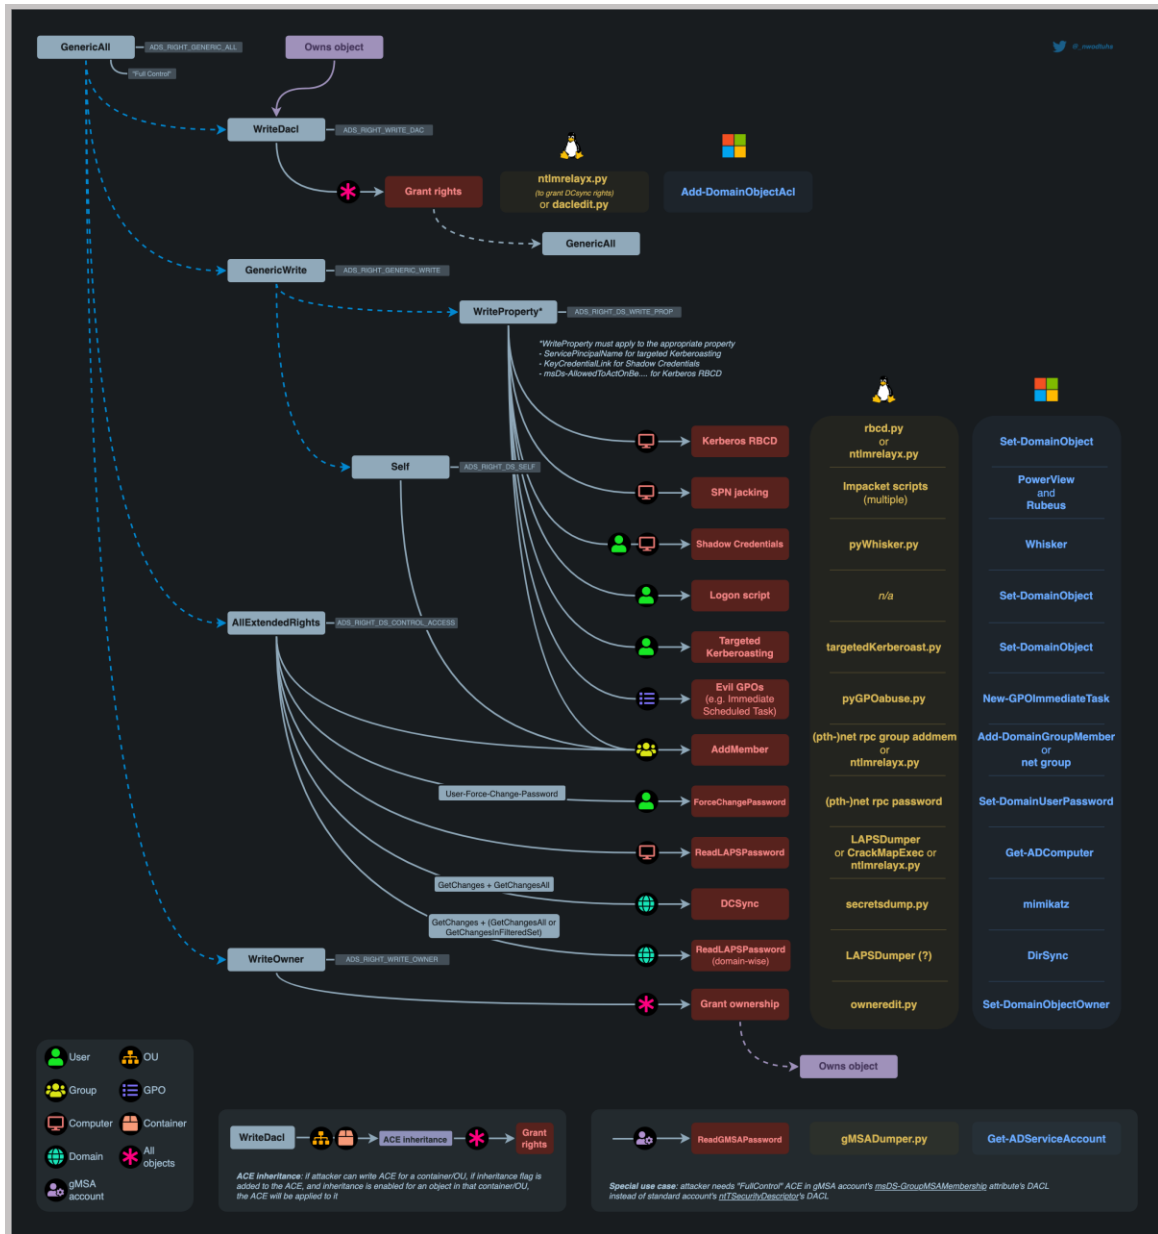 GenericAll
ADS_RIGHT_GENERIC_ALL
"Full Control"
Owns object
@_nwodtuhs
WriteDacl
ADS_RIGHT_WRITE_DAC
Grant rights
ntlmrelayx.py
(to grant DCsync rights)
or dacledit.py
Add-DomainObjectAcl
GenericAll
GenericWrite
ADS_RIGHT_GENERIC_WRITE
WriteProperty*
ADS_RIGHT_DS_WRITE_PROP
*WriteProperty must apply to the appropriate property
- ServicePincipalName for targeted Kerberoasting
- KeyCredentialLink for Shadow Credentials
- msDs-AllowedToActOnBe.... for Kerberos RBCD
Kerberos RBCD
rbcd.py
or
ntlmrelayx.py
Set-DomainObject
Self
ADS_RIGHT_DS_SELF
SPN jacking
Impacket scripts
(multiple)
PowerView
and
Rubeus
Shadow Credentials
pyWhisker.py
Whisker
Logon script
n/a
Set-DomainObject
AllExtendedRights
ADS_RIGHT_DS_CONTROL_ACCESS
Targeted
Kerberoasting
targetedKerberoast.py
Set-DomainObject
Evil GPOs
(e.g. Immediate
Scheduled Task)
pyGPOabuse.py
New-GPOImmediateTask
AddMember
(pth-)net rpc group addmem
or
ntlmrelayx.py
Add-DomainGroupMember
or
net group
User-Force-Change-Password
ForceChangePassword
(pth-)net rpc password
Set-DomainUserPassword
ReadLAPSPassword
LAPSDumper
or CrackMapExec or
ntlmrelayx.py
Get-ADComputer
GetChanges + GetChangesAll
DCSync
secretsdump.py
mimikatz
GetChanges + (GetChangesAll or
GetChangesInFilteredSet)
ReadLAPSPassword
(domain-wise)
LAPSDumper (?)
DirSync
WriteOwner
ADS_RIGHT_WRITE_OWNER
Grant ownership
owneredit.py
Set-DomainObjectOwner
Owns object
User
OU
Group
GPO
Computer
Container
Domain
All
objects
gMSA
account
WriteDacl
ACE inheritance
Grant
rights
ACE inheritance: if attacker can write ACE for a container/OU, if inheritance flag is
added to the ACE, and inheritance is enabled for an object in that container/OU,
the ACE will be applied to it
ReadGMSAPassword
gMSADumper.py
Get-ADServiceAccount
Special use case: attacker needs "FullControl" ACE in gMSA account's msDS-GroupMSAMembership attribute's DACL
instead of standard account's ntTSecurityDescriptor's DACL